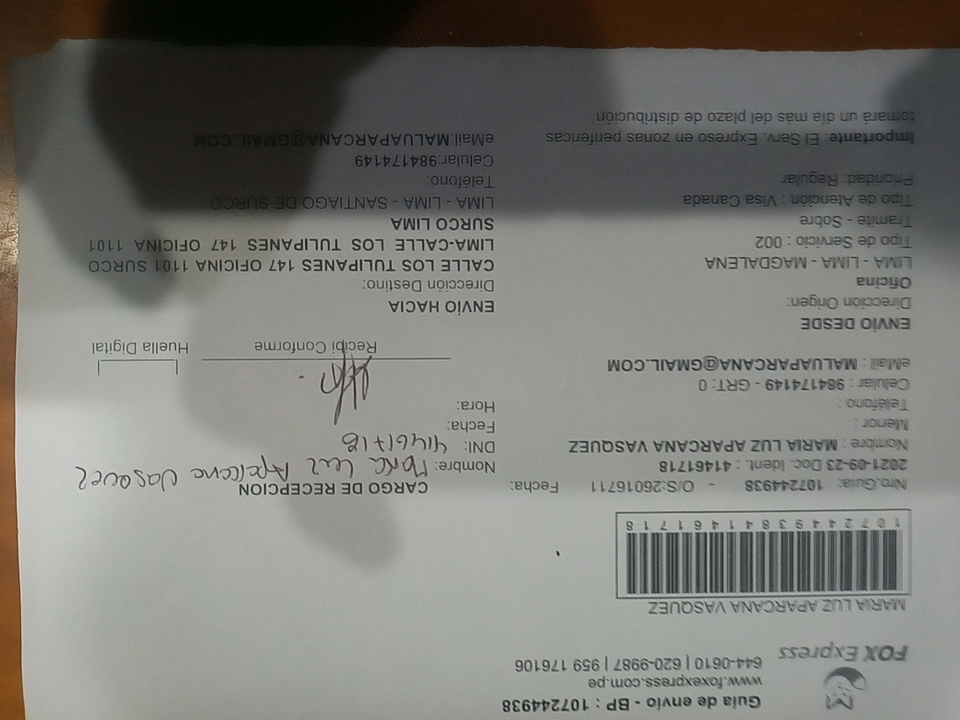 Guia de envío - BP : 107244938
www.foxexpress.com.pe
644-0610 | 620-9987 | 959 176106
FOX Express
MARIA LUZ APARCANA VASQUEZ
10724493841461718
Nro.Guia: 107244938 - O/S:26016711 Fecha:
2021-09-23 Doc. Ident. : 41461718
Nombre : MARIA LUZ APARCANA VASQUEZ
Menor :
Teléfono :
Celular : 984174149 - GRT: 0
eMail : MALUAPARCANA@GMAIL.COM
ENVÍO DESDE
Dirección Origen:
Oficina
LIMA - LIMA - MAGDALENA
Tipo de Servicio : 002
Tramite - Sobre
Tipo de Atención : Visa Canada
Prioridad: Regular
Importante: El Serv. Expreso en zonas periféricas
tomará un día más del plazo de distribución
CARGO DE RECEPCION
Nombre: Maria Luz Aparcana Vasquez
DNI: 41461718
Fecha:
Hora:
Recibí Conforme
Huella Digital
ENVÍO HACIA
Dirección Destino:
CALLE LOS TULIPANES 147 OFICINA 1101 SURCO
LIMA-CALLE LOS TULIPANES 147 OFICINA 1101
SURCO LIMA
LIMA - LIMA - SANTIAGO DE SURCO
Teléfono:
Celular:984174149
eMail:MALUAPARCANA@GMAIL.COM